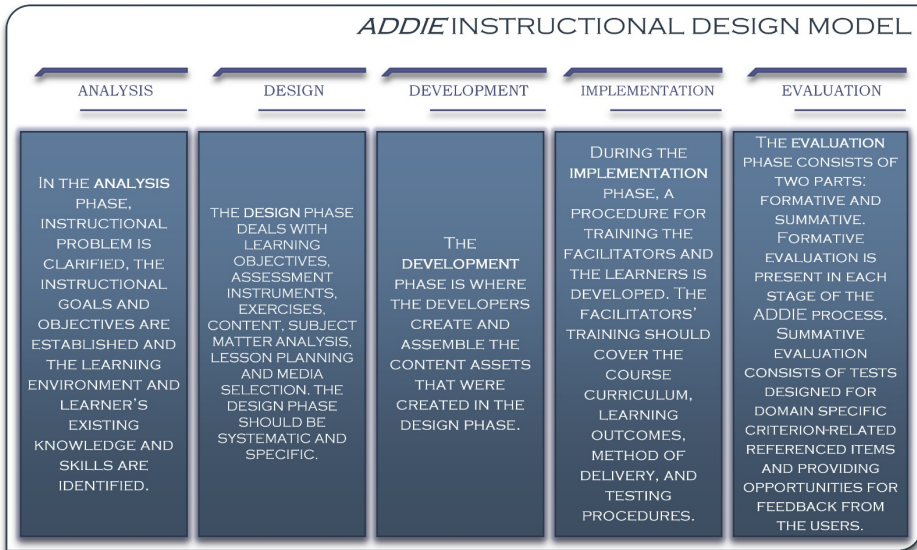 ADDIE INSTRUCTIONAL DESIGN MODEL
ANALYSIS
IN THE ANALYSIS
PHASE,
INSTRUCTIONAL
PROBLEM IS
CLARIFIED, THE
INSTRUCTIONAL
GOALS AND
OBJECTIVES ARE
ESTABLISHED AND
THE LEARNING
ENVIRONMENT AND
LEARNER'S
EXISTING
KNOWLEDGE AND
SKILLS ARE
IDENTIFIED.
DESIGN
THE DESIGN PHASE
DEALS WITH
LEARNING
OBJECTIVES,
ASSESSMENT
INSTRUMENTS,
EXERCISES,
CONTENT, SUBJECT
MATTER ANALYSIS,
LESSON PLANNING
AND MEDIA
SELECTION. THE
DESIGN PHASE
SHOULD BE
SYSTEMATIC AND
SPECIFIC.
DEVELOPMENT
THE
DEVELOPMENT
PHASE IS WHERE
THE DEVELOPERS
CREATE AND
ASSEMBLE THE
CONTENT ASSETS
THAT WERE
CREATED IN THE
DESIGN PHASE.
IMPLEMENTATION
DURING THE
IMPLEMENTATION
PHASE, A
PROCEDURE FOR
TRAINING THE
FACILITATORS AND
THE LEARNERS IS
DEVELOPED. THE
FACILITATORS'
TRAINING SHOULD
COVER THE
COURSE
CURRICULUM,
LEARNING
OUTCOMES,
METHOD OF
DELIVERY, AND
TESTING
PROCEDURES.
EVALUATION
THE EVALUATION
PHASE CONSISTS OF
TWO PARTS:
FORMATIVE AND
SUMMATIVE.
FORMATIVE
EVALUATION IS
PRESENT IN EACH
STAGE OF THE
ADDIE PROCESS.
SUMMATIVE
EVALUATION
CONSISTS OF TESTS
DESIGNED FOR
DOMAIN SPECIFIC
CRITERION-RELATED
REFERENCED ITEMS
AND PROVIDING
OPPORTUNITIES FOR
FEEDBACK FROM
THE USERS.